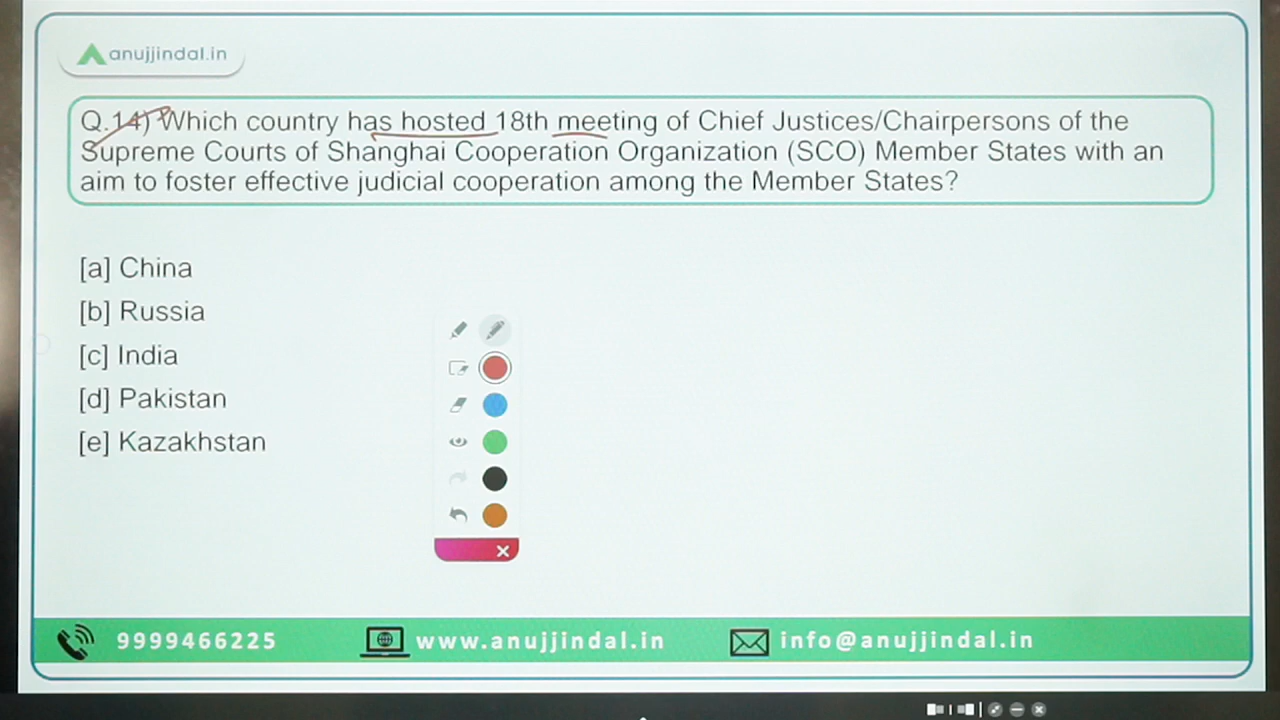 anujjindal.in
Q.14) Which country has hosted 18th meeting of Chief Justices/Chairpersons of the
Supreme Courts of Shanghai Cooperation Organization (SCO) Member States with an
aim to foster effective judicial cooperation among the Member States?
[a] China
[b] Russia
[c] India
[d] Pakistan
[e] Kazakhstan
9999466225 www.anujjindal.in info@anujjindal.in